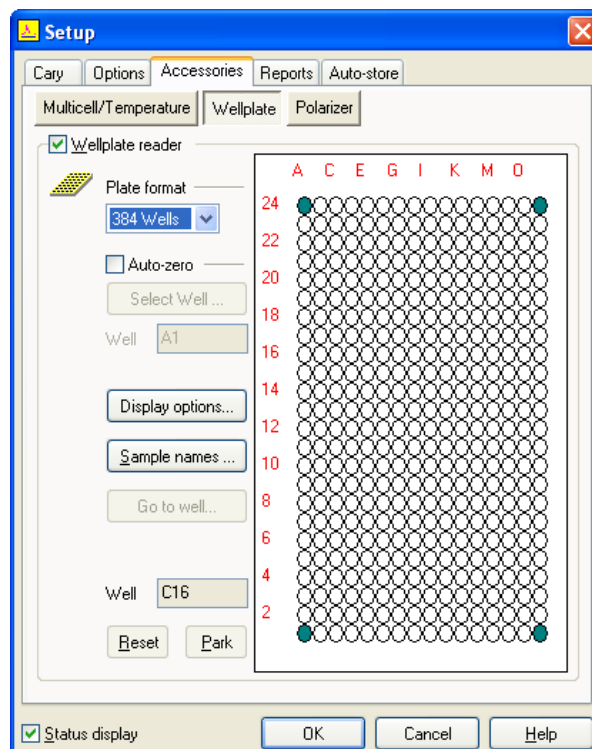 Setup
Cary Options Accessories Reports Auto-store
Multicell/Temperature Wellplate Polarizer
Wellplate reader
Plate format
384 Wells
Auto-zero
Select Well ...
Well A1
Display options...
Sample names ...
Go to well...
Well C16
Reset Park
A C E G I K M O
24
22
20
18
16
14
12
10
8
6
4
2
Status display OK Cancel Help